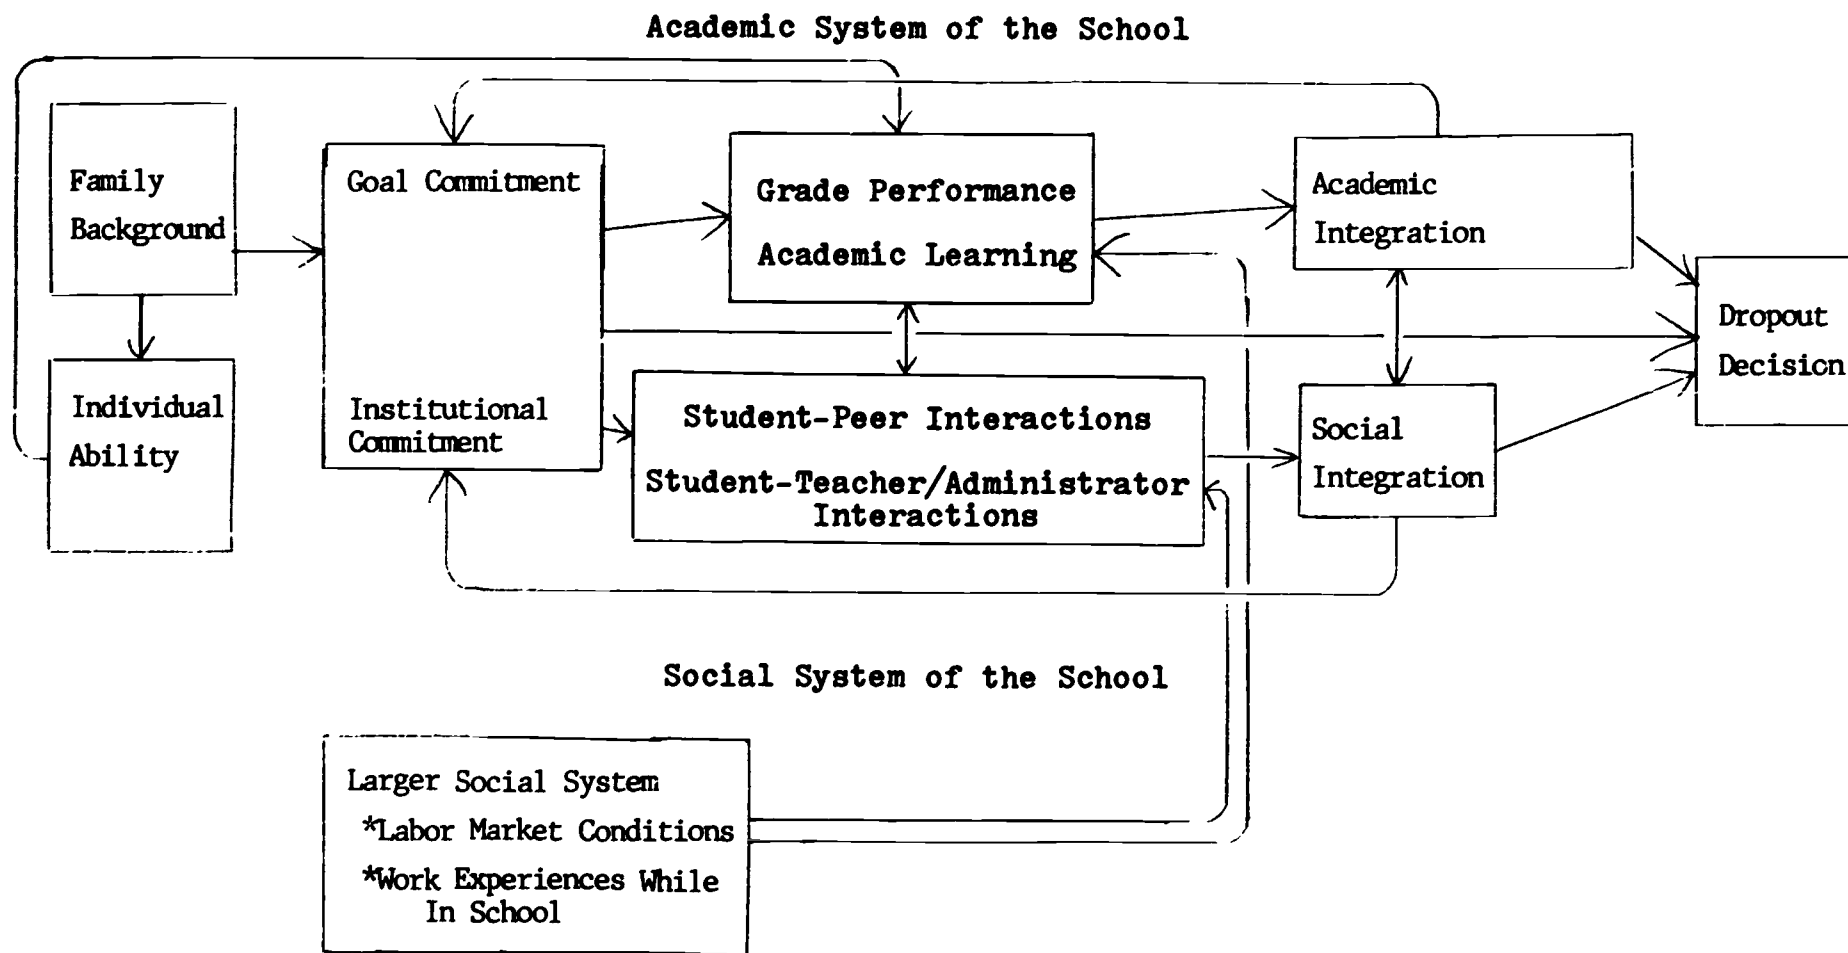 Academic System of the School
Family
Background
Individual
Ability
Goal Commitment
Institutional
Commitment
Grade Performance
Academic Learning
Student-Peer Interactions
Student-Teacher/Administrator
Interactions
Academic
Integration
Social
Integration
Dropout
Decision
Social System of the School
Larger Social System
*Labor Market Conditions
*Work Experiences While
In School